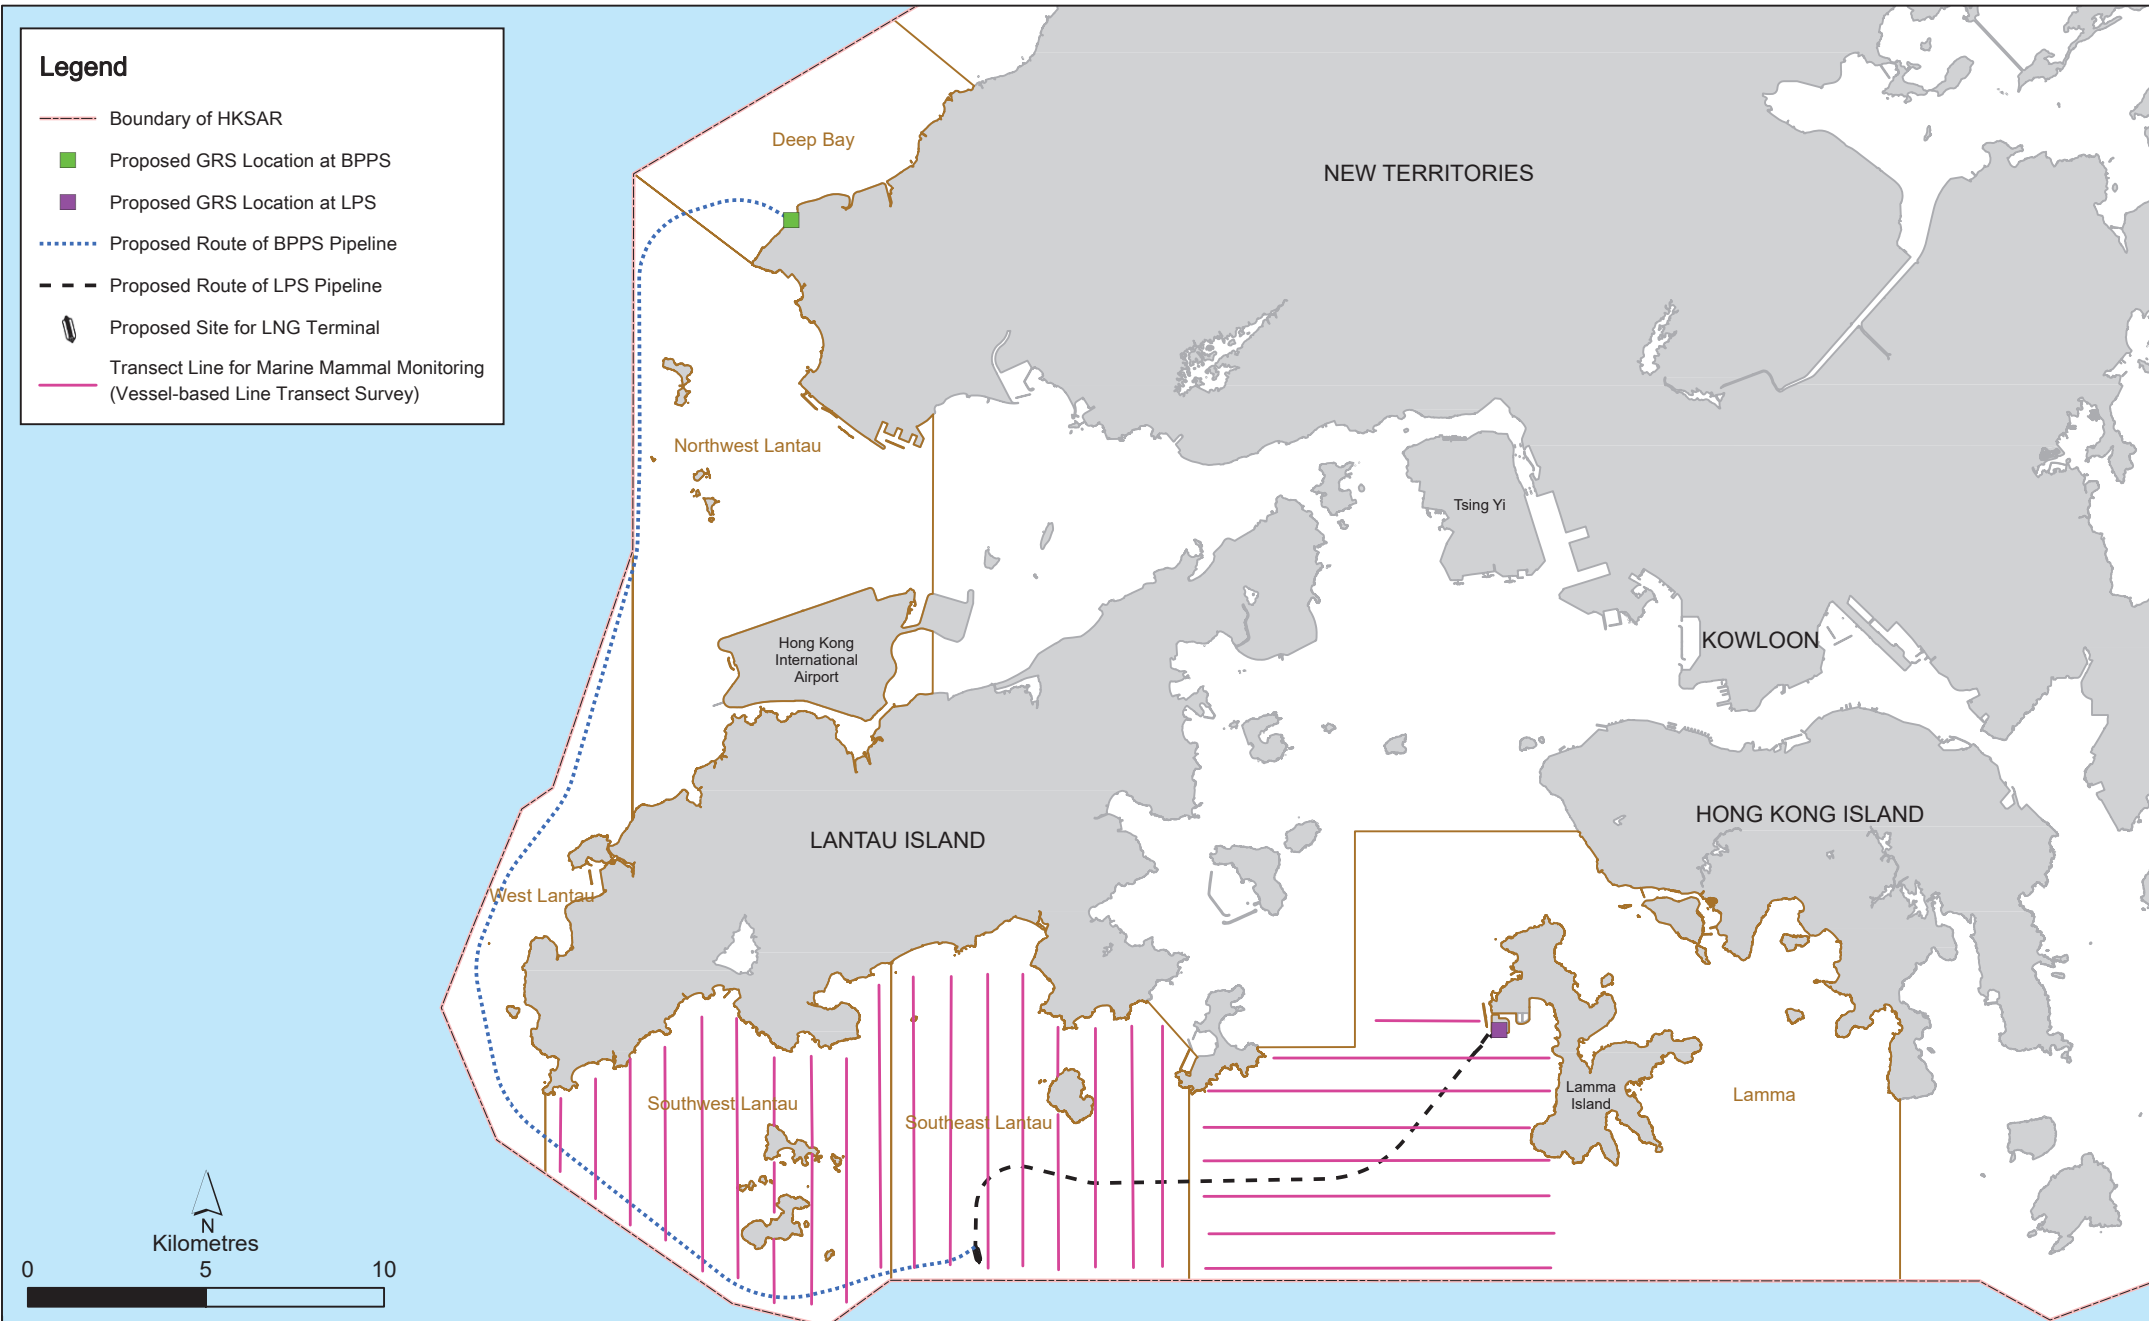 Legend
Boundary of HKSAR
Proposed GRS Location at BPPS
Proposed GRS Location at LPS
Proposed Route of BPPS Pipeline
Proposed Route of LPS Pipeline
Proposed Site for LNG Terminal
Transect Line for Marine Mammal Monitoring
(Vessel-based Line Transect Survey)
Deep Bay
NEW TERRITORIES
Northwest Lantau
Tsing Yi
Hong Kong
International
Airport
KOWLOON
LANTAU ISLAND
HONG KONG ISLAND
West Lantau
Southwest Lantau
Southeast Lantau
Lamma
Island
Lamma
N
Kilometres
0 5 10